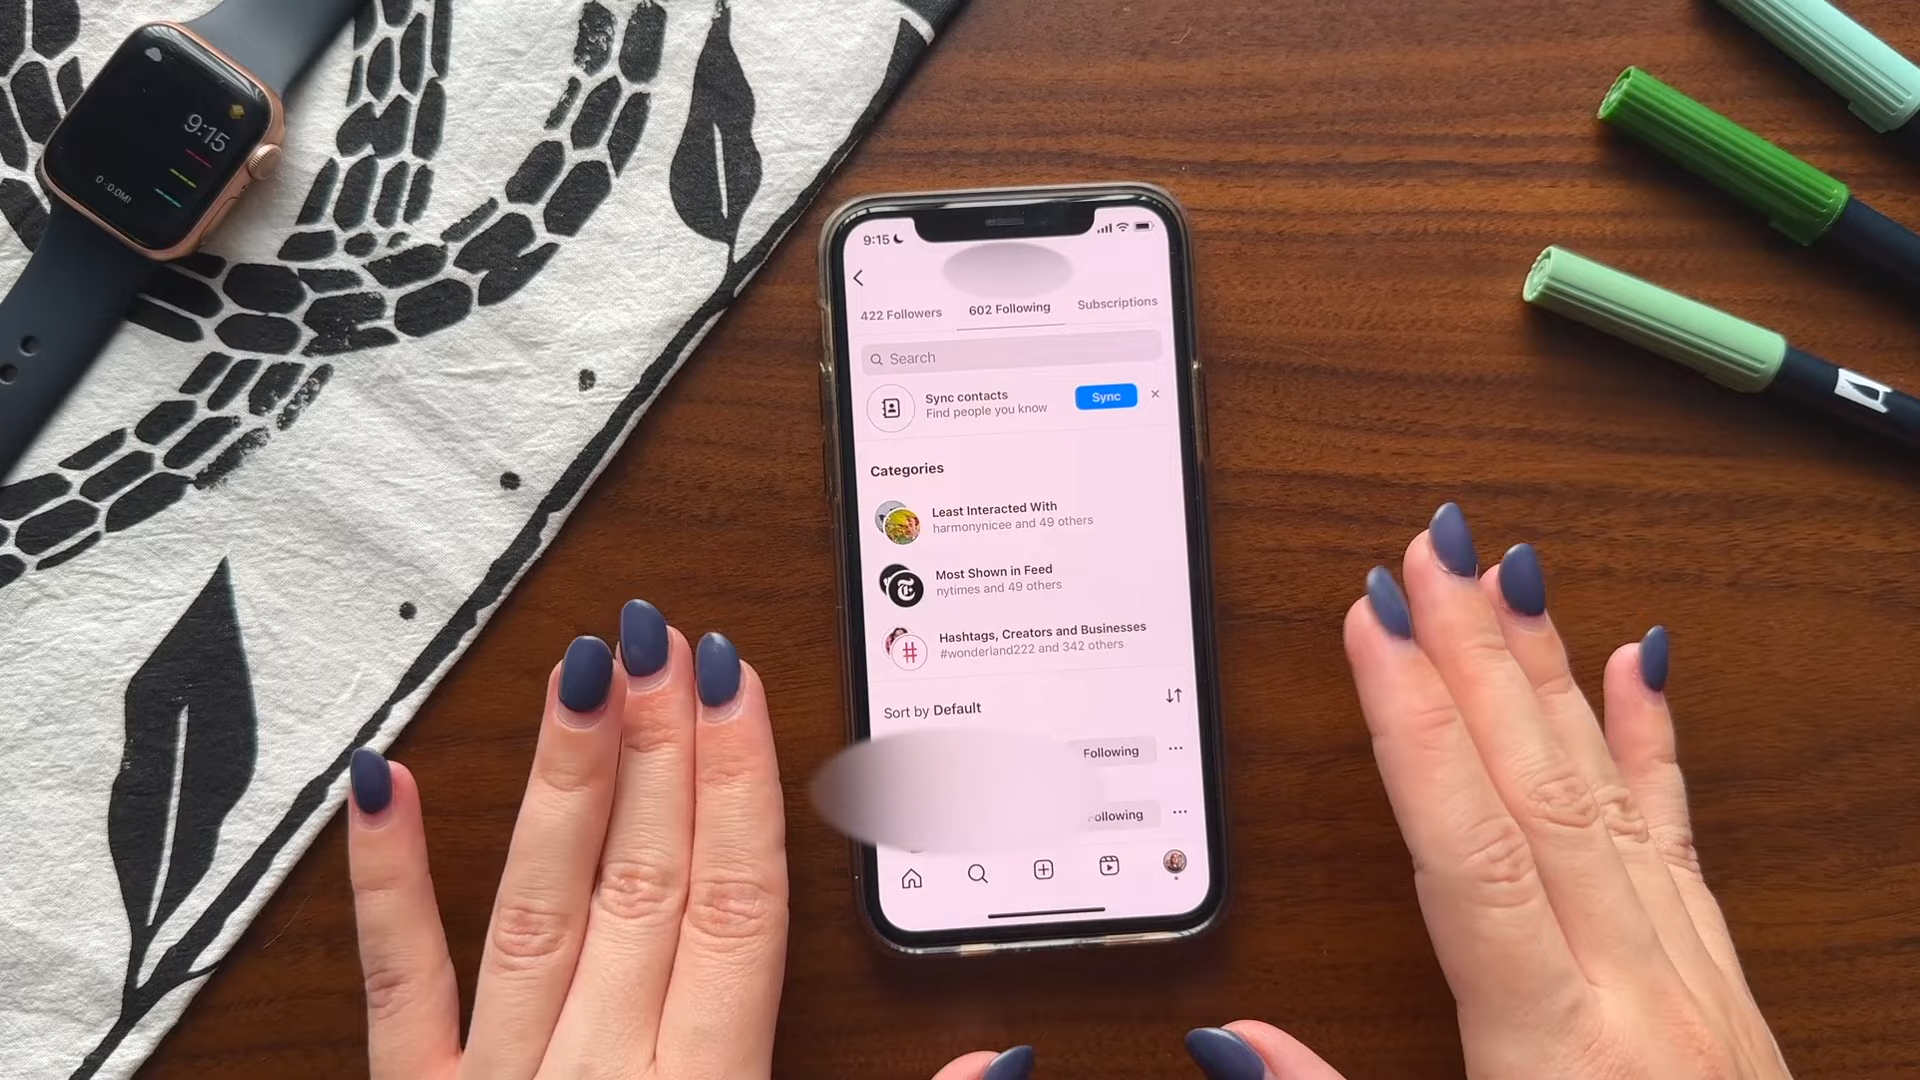 9:15
0.0MI
9:15
422 Followers
602 Following
Subscriptions
Search
Sync contacts
Find people you know
Sync
Categories
Least Interacted With
harmonynicee and 49 others
Most Shown in Feed
nytimes and 49 others
Hashtags, Creators and Businesses
#wonderland222 and 342 others
Sort by Default
Following
ollowing